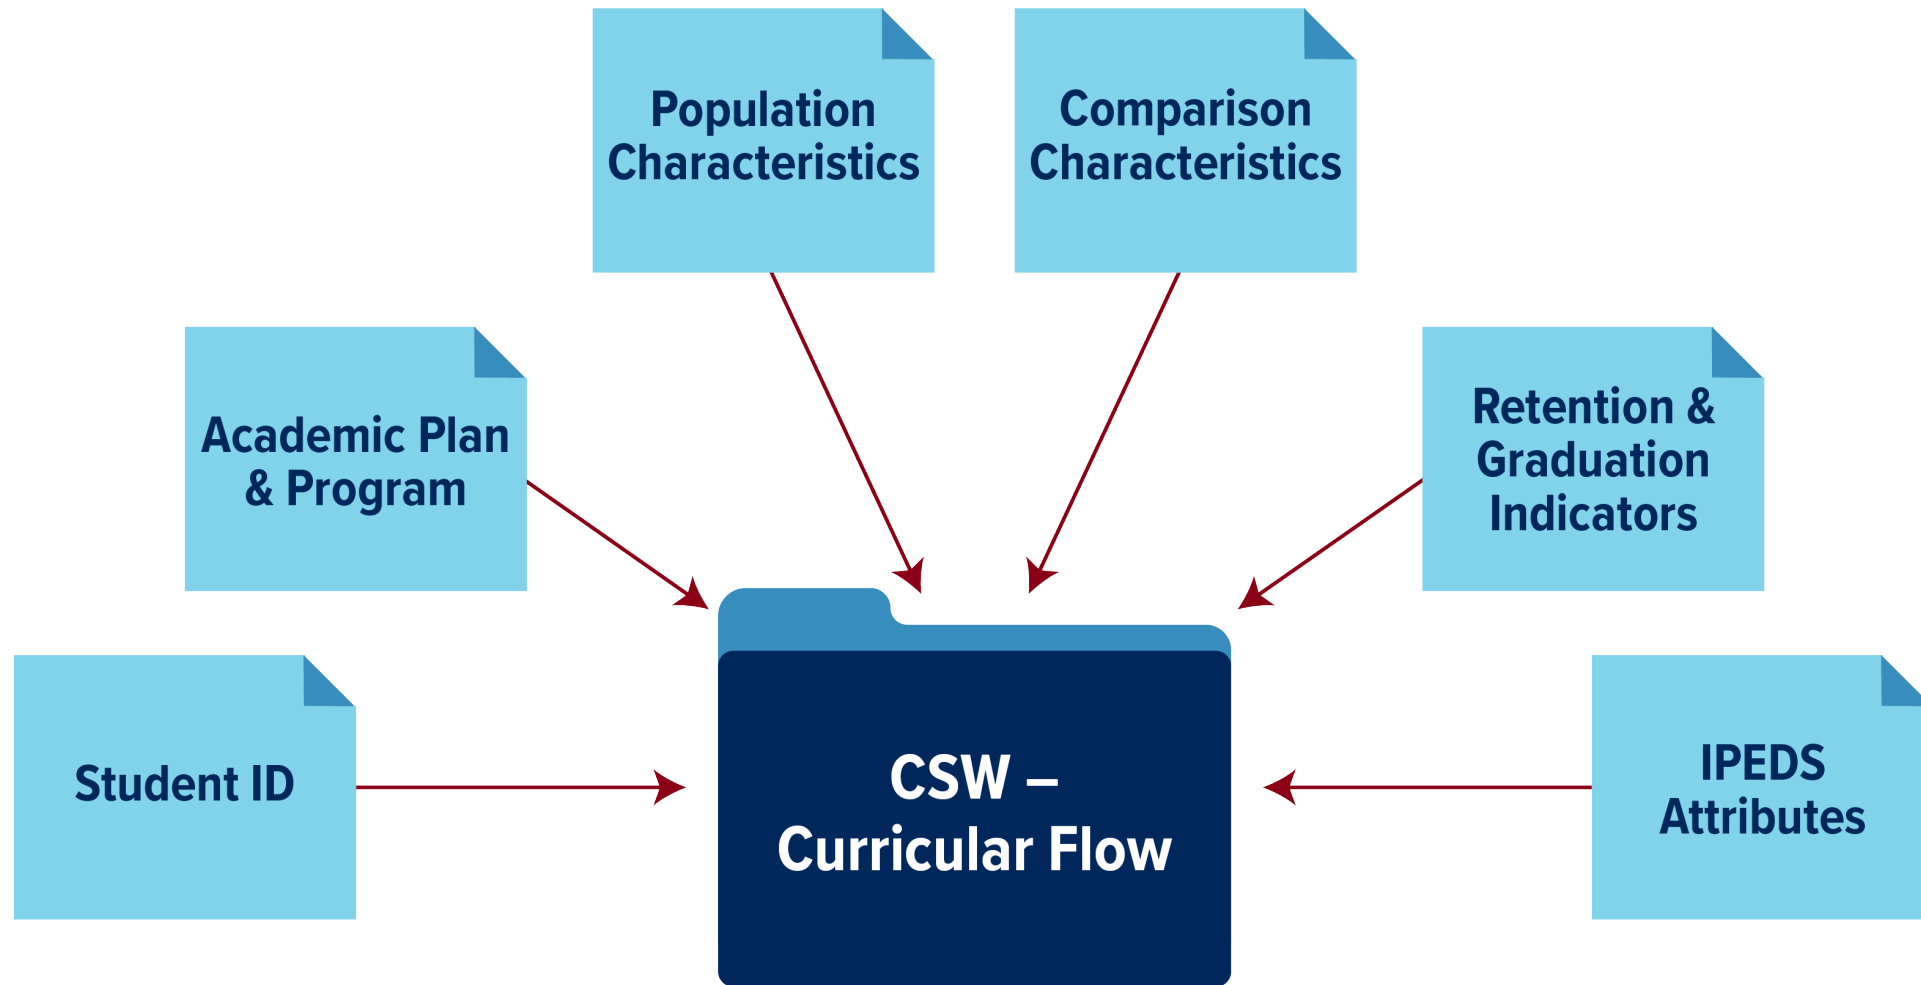 Population
Characteristics
Comparison
Characteristics
Academic Plan
& Program
Retention &
Graduation
Indicators
Student ID
CSW –
Curricular Flow
IPEDS
Attributes